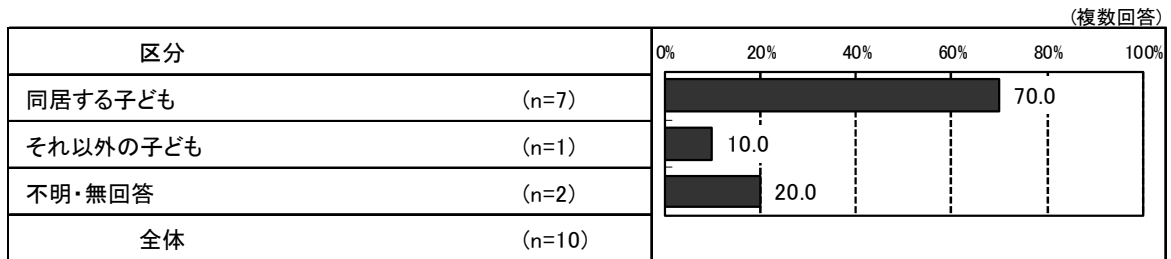 (複数回答)
区分 0% 20% 40% 60% 80% 100%
同居する子ども (n=7) 70.0
それ以外の子ども (n=1) 10.0
不明・無回答 (n=2) 20.0
全体 (n=10)